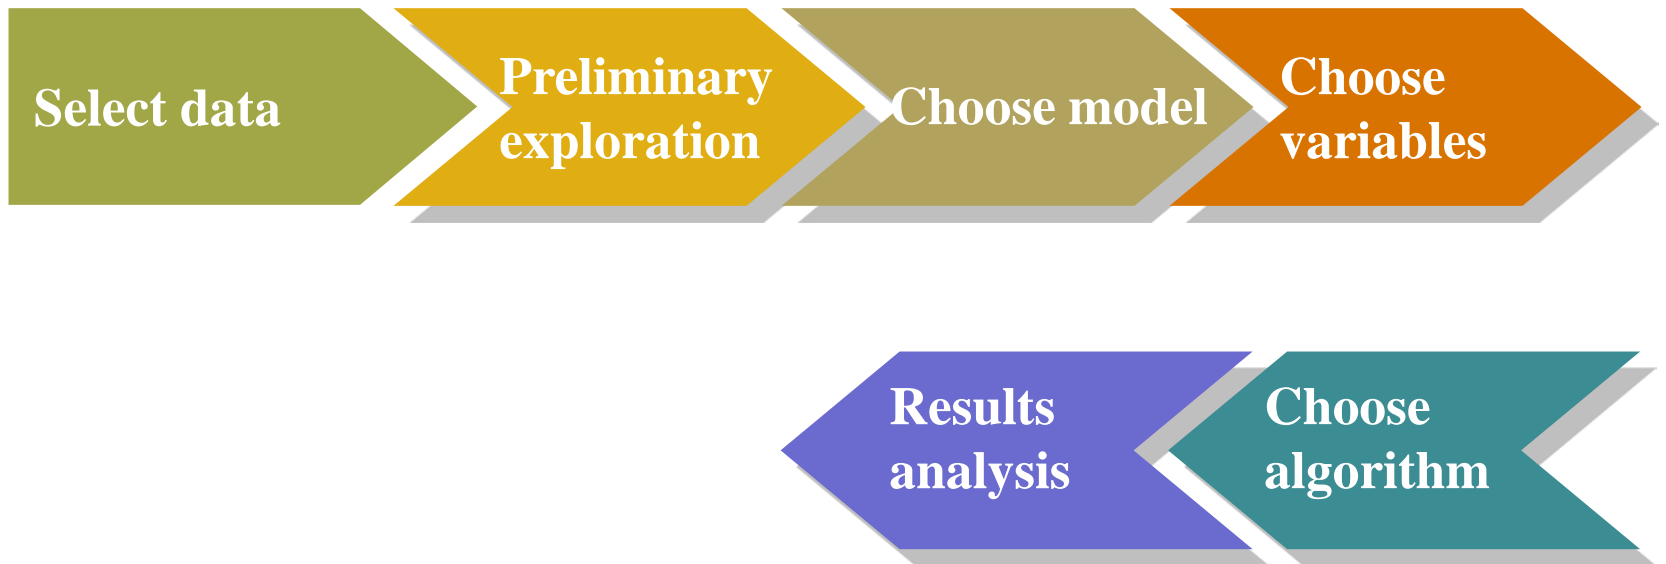 Select data
Preliminary
exploration
Choose model
Choose
variables
Choose
algorithm
Results
analysis